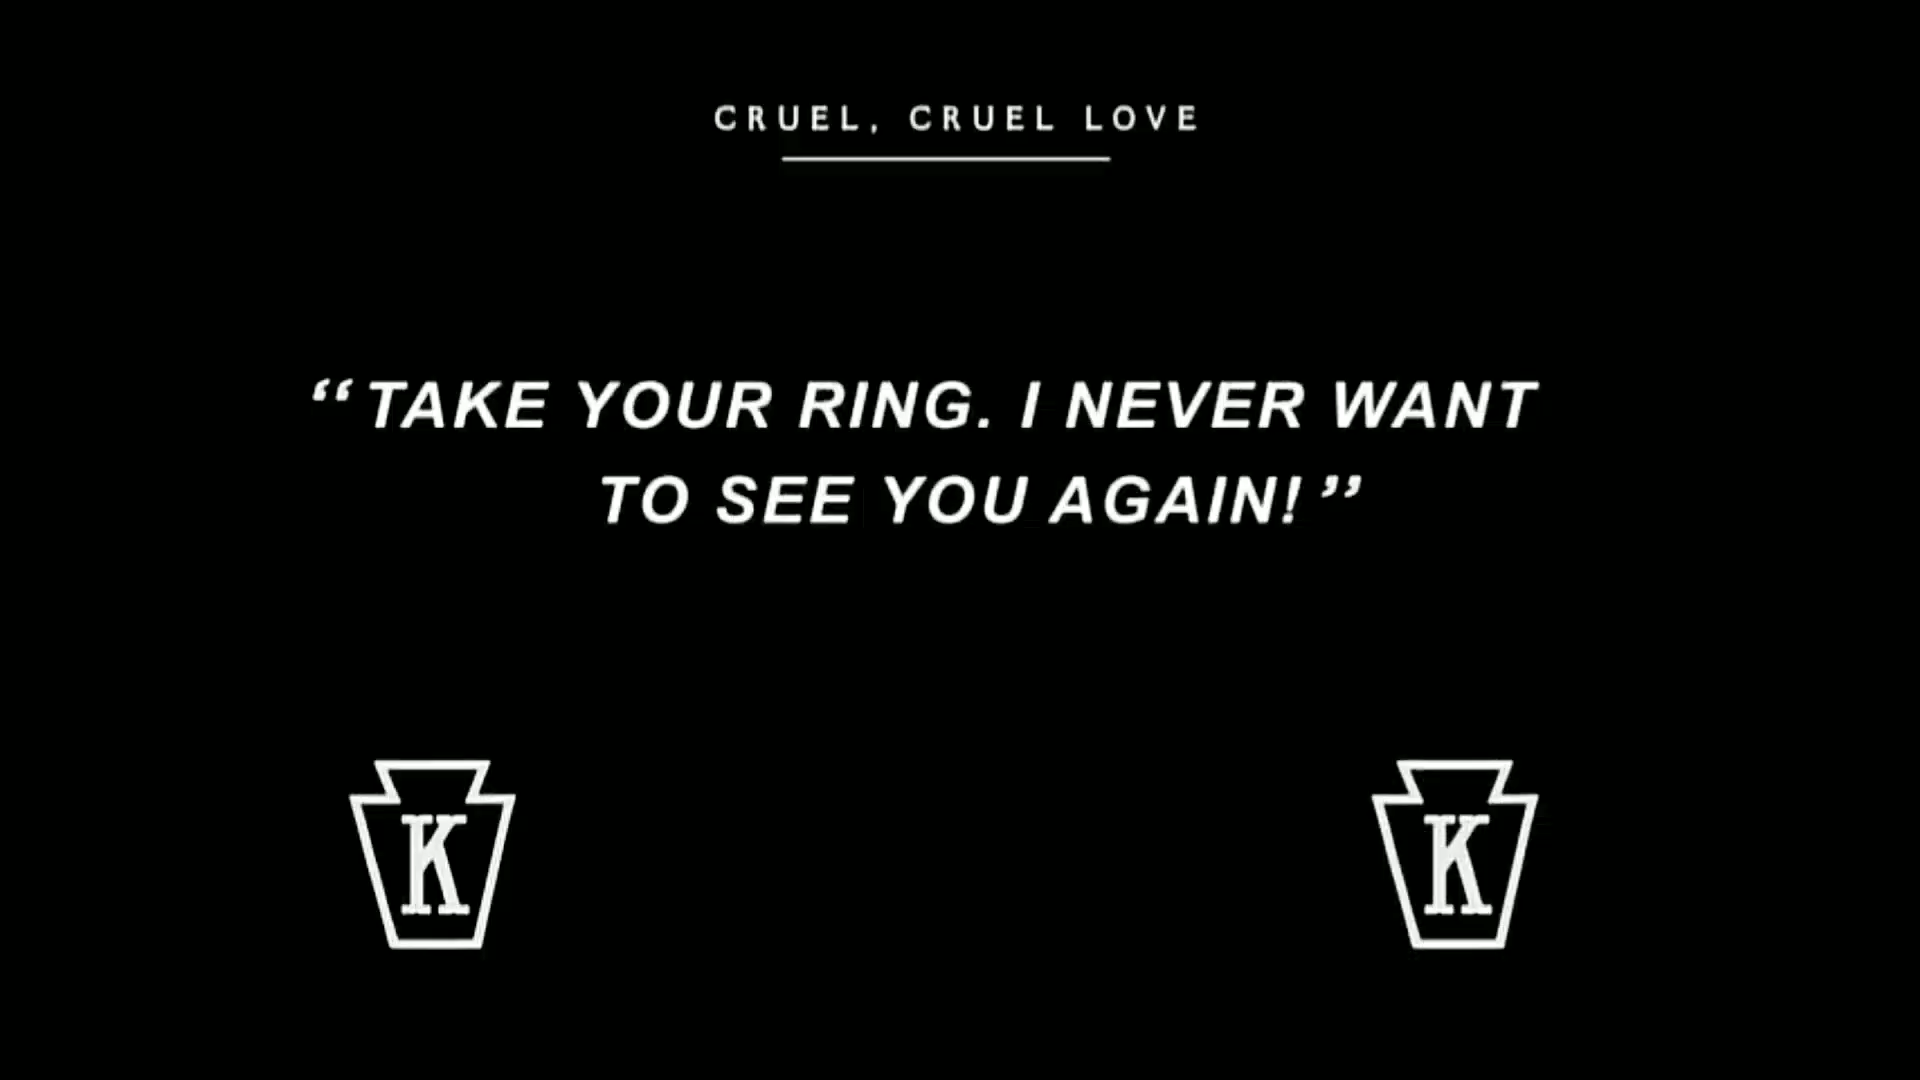 CRUEL, CRUEL LOVE
“TAKE YOUR RING. I NEVER WANT
TO SEE YOU AGAIN!”
K K